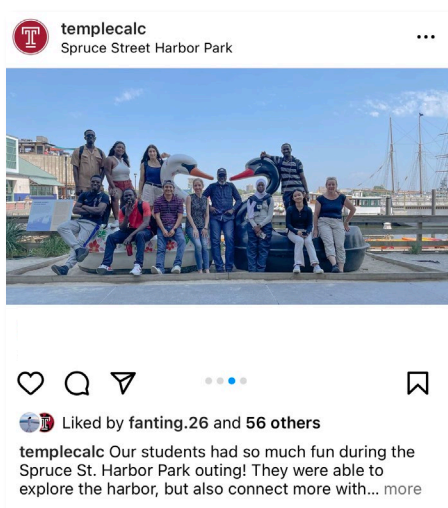 templecalc
Spruce Street Harbor Park
Liked by fanting.26 and 56 others
templecalc Our students had so much fun during the
Spruce St. Harbor Park outing! They were able to
explore the harbor, but also connect more with... more